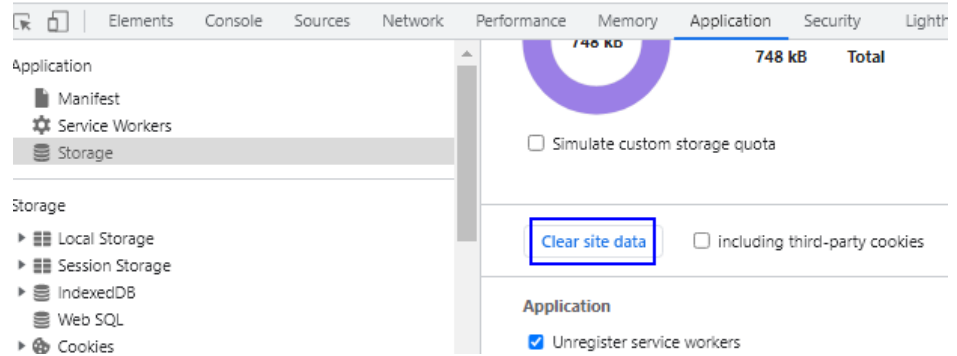 Elements Console Sources Network Performance Memory Application Security Lighth
Application
Manifest
Service Workers
Storage
Storage
Local Storage
Session Storage
IndexedDB
Web SQL
Cookies
748 kB
748 kB Total
Simulate custom storage quota
Clear site data including third-party cookies
Application
Unregister service workers